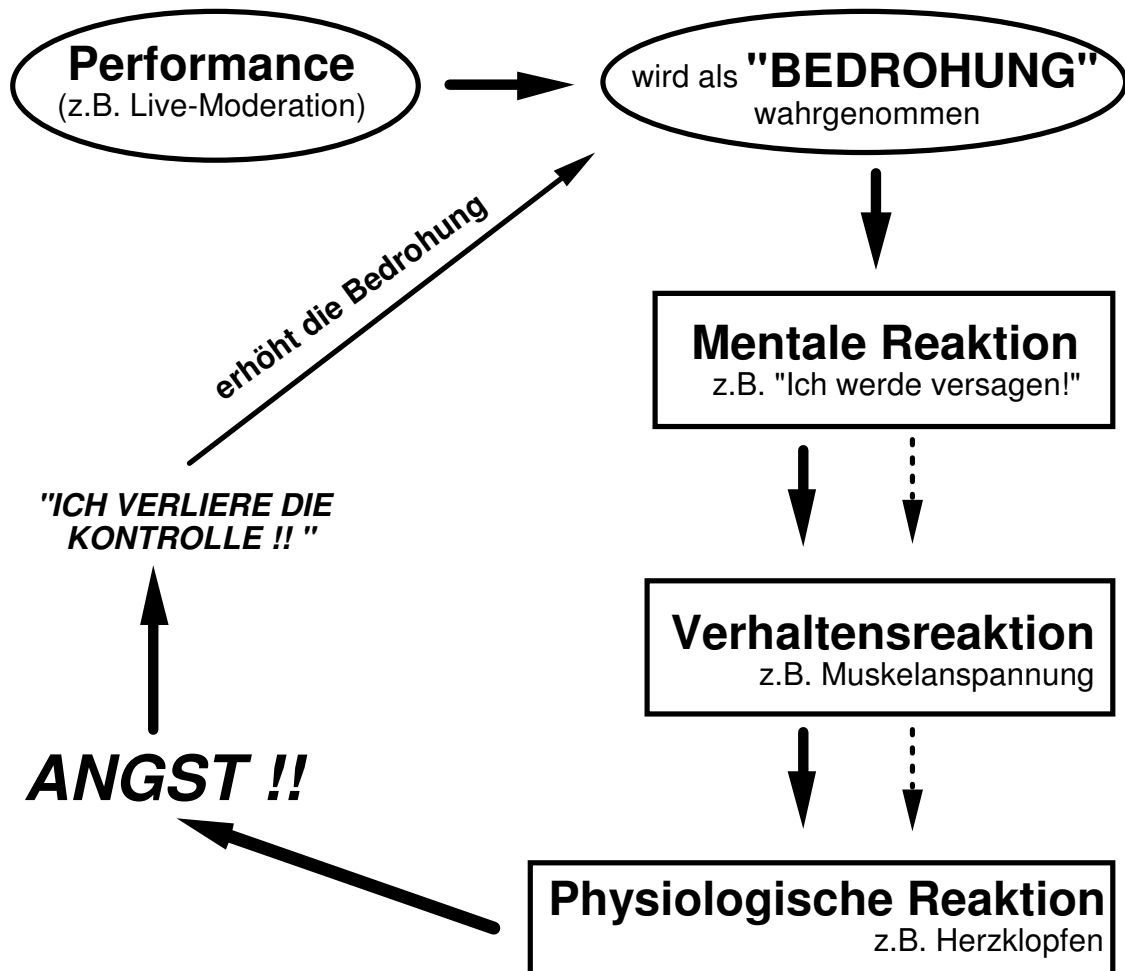 Performance
(z.B. Live-Moderation)
wird als "BEDROHUNG"
wahrgenommen
erhöht die Bedrohung
Mentale Reaktion
z.B. "Ich werde versagen!"
"ICH VERLIERE DIE
KONTROLLE !! "
Verhaltensreaktion
z.B. Muskelanspannung
ANGST !!
Physiologische Reaktion
z.B. Herzklopfen